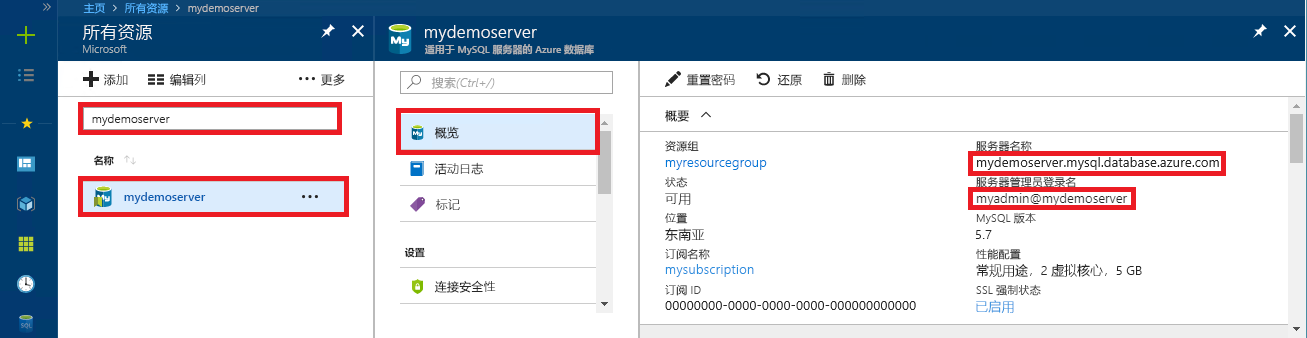 主页 > 所有资源 > mydemoserver
所有资源
Microsoft
添加 编辑列 更多
mydemoserver
名称
mydemoserver
SQL
My
mydemoserver
适用于 MySQL 服务器的 Azure 数据库
搜索(Ctrl+/)
My 概览
活动日志
标记
设置
连接安全性
重置密码 还原 删除
概要
资源组
myresourcegroup
状态
可用
位置
东南亚
订阅名称
mysubscription
订阅 ID
00000000-0000-0000-0000-000000000000
服务器名称
mydemoserver.mysql.database.azure.com
服务器管理员登录名
myadmin@mydemoserver
MySQL 版本
5.7
性能配置
常规用途，2 虚拟核心，5 GB
SSL 强制状态
已启用